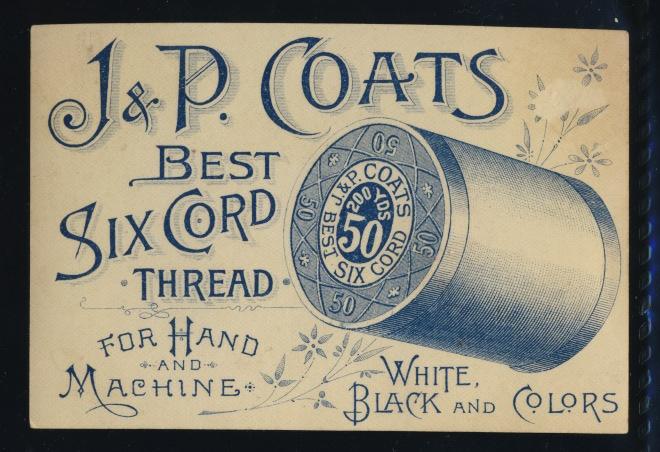 J & P. COATS
BEST
SIX CORD
THREAD
FOR HAND
AND
MACHINE
50
50
50
50
J. & P. COATS
200 YDS
50
BEST SIX CORD
WHITE,
BLACK AND COLORS